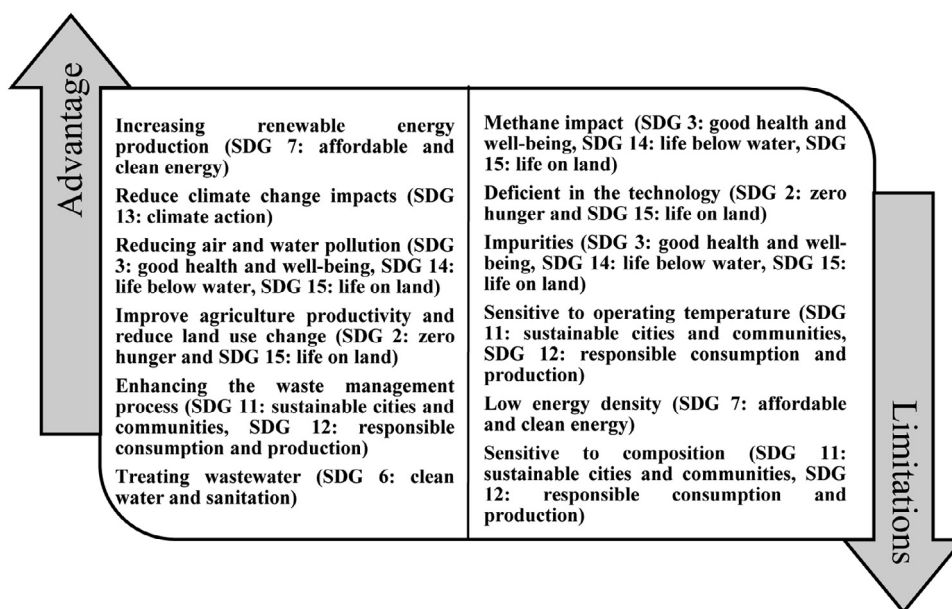 Advantage
Increasing renewable energy
production (SDG 7: affordable and
clean energy)
Reduce climate change impacts (SDG
13: climate action)
Reducing air and water pollution (SDG
3: good health and well-being, SDG 14:
life below water, SDG 15: life on land)
Improve agriculture productivity and
reduce land use change (SDG 2: zero
hunger and SDG 15: life on land)
Enhancing the waste management
process (SDG 11: sustainable cities and
communities, SDG 12: responsible
consumption and production)
Treating wastewater (SDG 6: clean
water and sanitation)
Methane impact (SDG 3: good health and
well-being, SDG 14: life below water, SDG
15: life on land)
Deficient in the technology (SDG 2: zero
hunger and SDG 15: life on land)
Impurities (SDG 3: good health and well-
being, SDG 14: life below water, SDG 15:
life on land)
Sensitive to operating temperature (SDG
11: sustainable cities and communities,
SDG 12: responsible consumption and
production)
Low energy density (SDG 7: affordable
and clean energy)
Sensitive to composition (SDG 11:
sustainable cities and communities, SDG
12: responsible consumption and
production)
Limitations